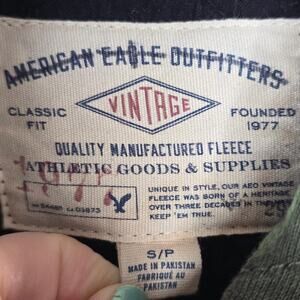 AMERICAN EAGLE OUTFITTERS
CLASSIC FIT
VINTAGE
FOUNDED 1977
QUALITY MANUFACTURED FLEECE
ATHLETIC GOODS & SUPPLIES
UNIQUE IN STYLE, OUR AEO VINTAGE
FLEECE WAS BORN OF A HERITAGE
OVER THREE DECADES IN THE
KEEP 'EM TRUE.
CA 03873
S/P
MADE IN PAKISTAN
FABRIQUÉ AU
PAKISTAN